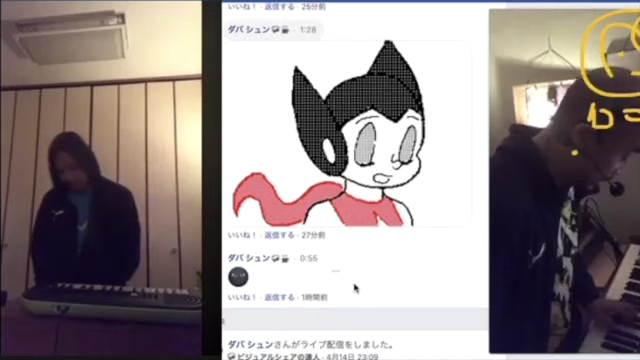 いいね！ · 返信する · 25分前
ダバ シュン · 1:28
いいね！ · 返信する · 27分前
ダバ シュン · 0:55
いいね！ · 返信する · 1時間前
ダバ シュンさんがライブ配信をしました。
ビジュアルシェアの達人 · 4月14日 23:09